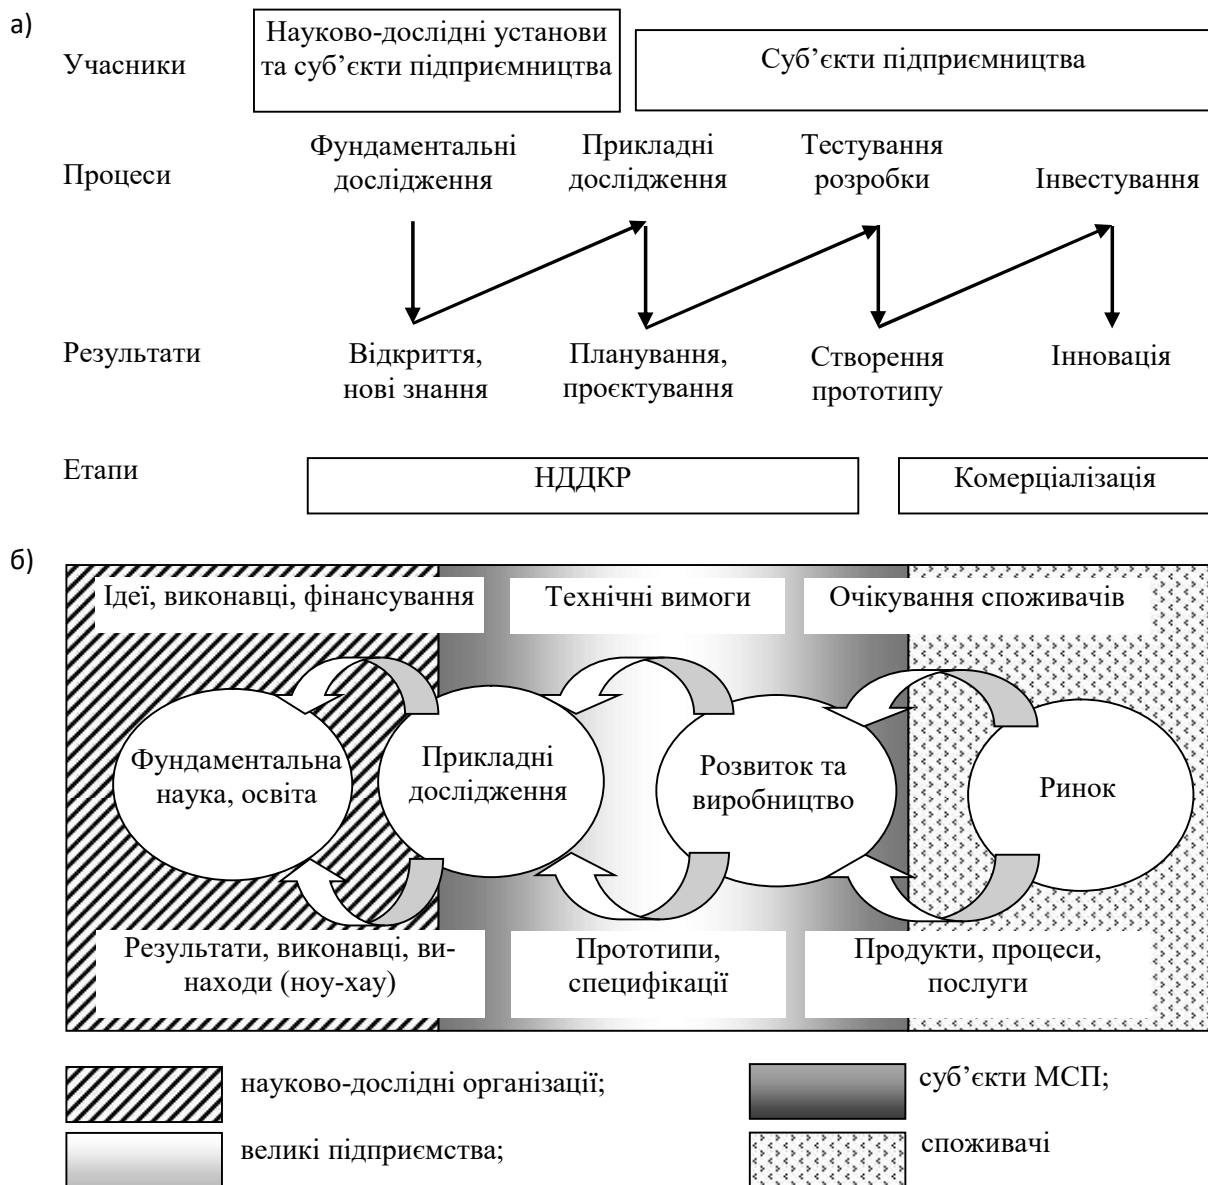 а)
Учасники
Науково-дослідні установи
та суб’єкти підприємництва
Суб’єкти підприємництва
Процеси
Фундаментальні
дослідження
Прикладні
дослідження
Тестування
розробки
Інвестування
Результати
Відкриття,
нові знання
Планування,
проєктування
Створення
прототипу
Інновація
Етапи
НДДКР
Комерціалізація
б)
Ідеї, виконавці, фінансування
Технічні вимоги
Очікування споживачів
Фундаментальна
наука, освіта
Прикладні
дослідження
Розвиток та
виробництво
Ринок
Результати, виконавці, ви-
находи (ноу-хау)
Прототипи,
специфікації
Продукти, процеси,
послуги
науково-дослідні організації;
суб’єкти МСП;
великі підприємства;
споживачі